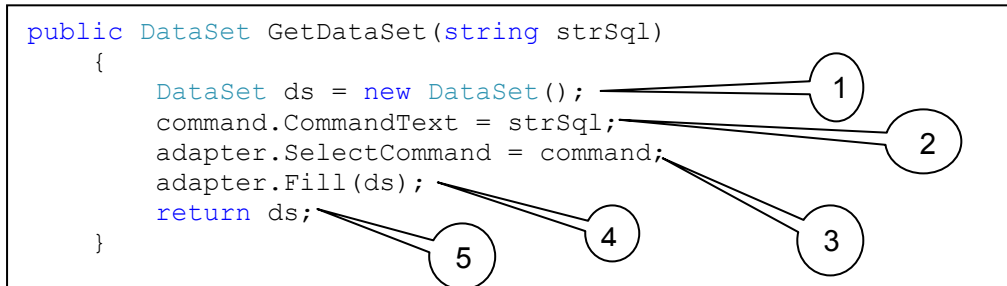 public DataSet GetDataSet(string strSql)
{
DataSet ds = new DataSet();
1
command.CommandText = strSql;
2
adapter.SelectCommand = command;
3
adapter.Fill(ds);
4
return ds;
5
}